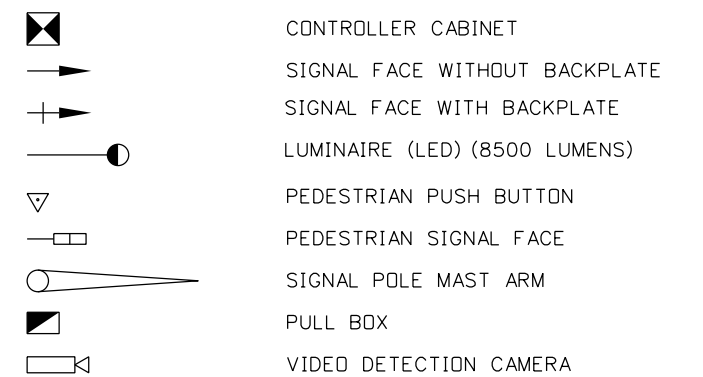 CONTROLLER CABINET
SIGNAL FACE WITHOUT BACKPLATE
SIGNAL FACE WITH BACKPLATE
LUMINAIRE (LED) (8500 LUMENS)
PEDESTRIAN PUSH BUTTON
PEDESTRIAN SIGNAL FACE
SIGNAL POLE MAST ARM
PULL BOX
VIDEO DETECTION CAMERA